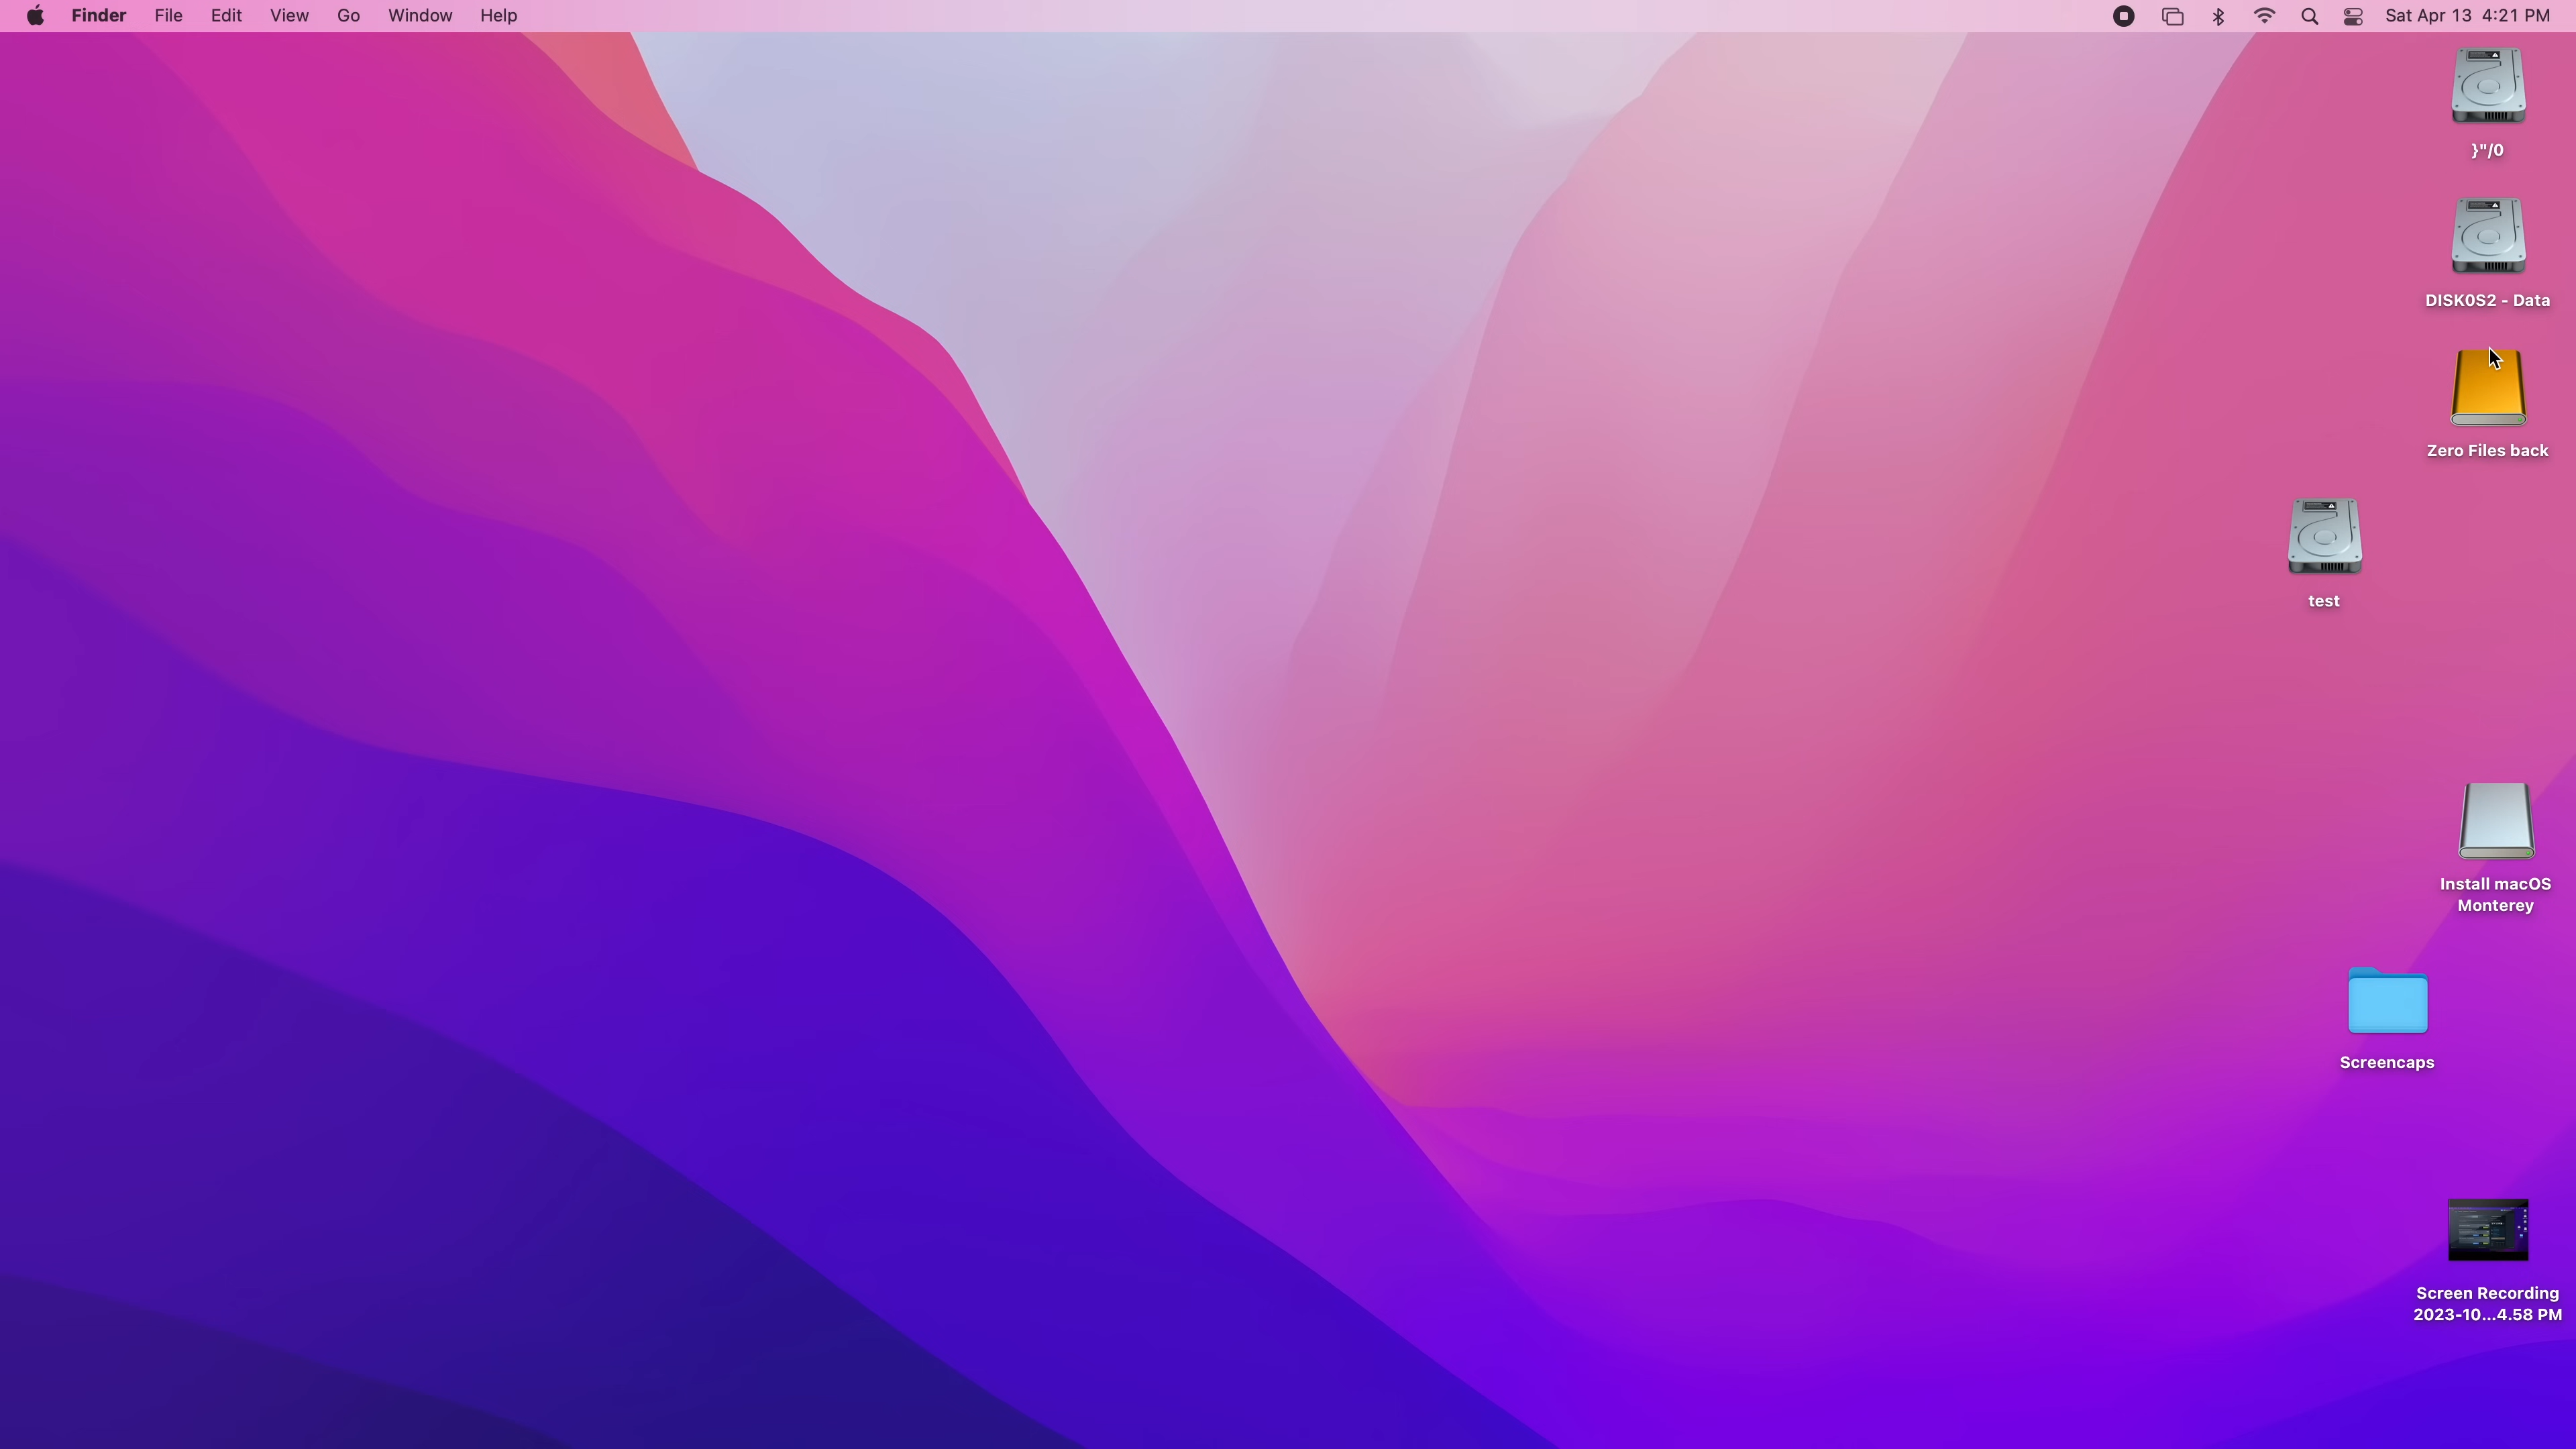 Finder File Edit View Go Window Help Sat Apr 13 4:21 PM
}"/0
DISK0S2 - Data
Zero Files back
test
Install macOS
Monterey
Screencaps
Screen Recording
2023-10...4.58 PM